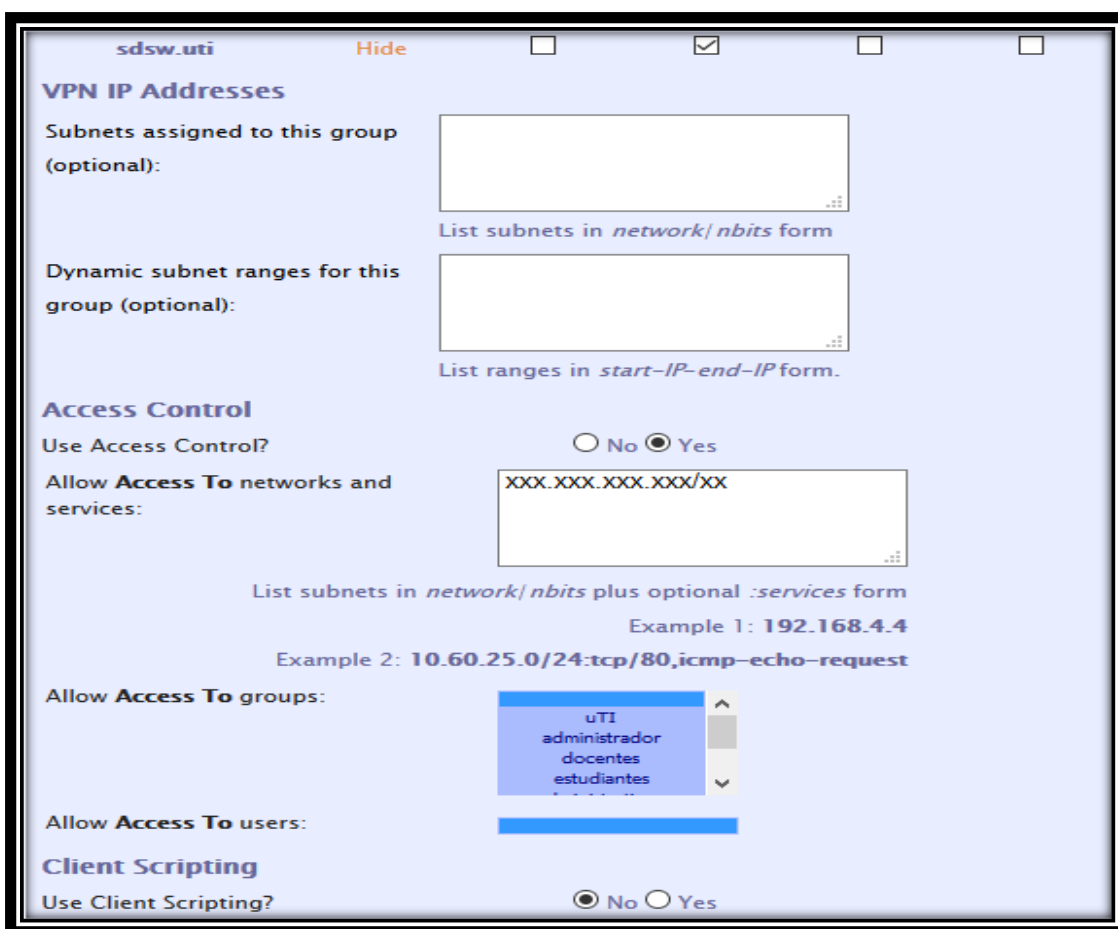 sdsw.uti Hide
VPN IP Addresses
Subnets assigned to this group
(optional):
List subnets in network/nbits form
Dynamic subnet ranges for this
group (optional):
List ranges in start-IP-end-IP form.
Access Control
Use Access Control? No Yes
Allow Access To networks and
services:
xxx.xxx.xxx.xxx/xx
List subnets in network/nbits plus optional :services form
Example 1: 192.168.4.4
Example 2: 10.60.25.0/24:tcp/80,icmp-echo-request
Allow Access To groups:
uTI
administrador
docentes
estudiantes
Allow Access To users:
Client Scripting
Use Client Scripting? No Yes